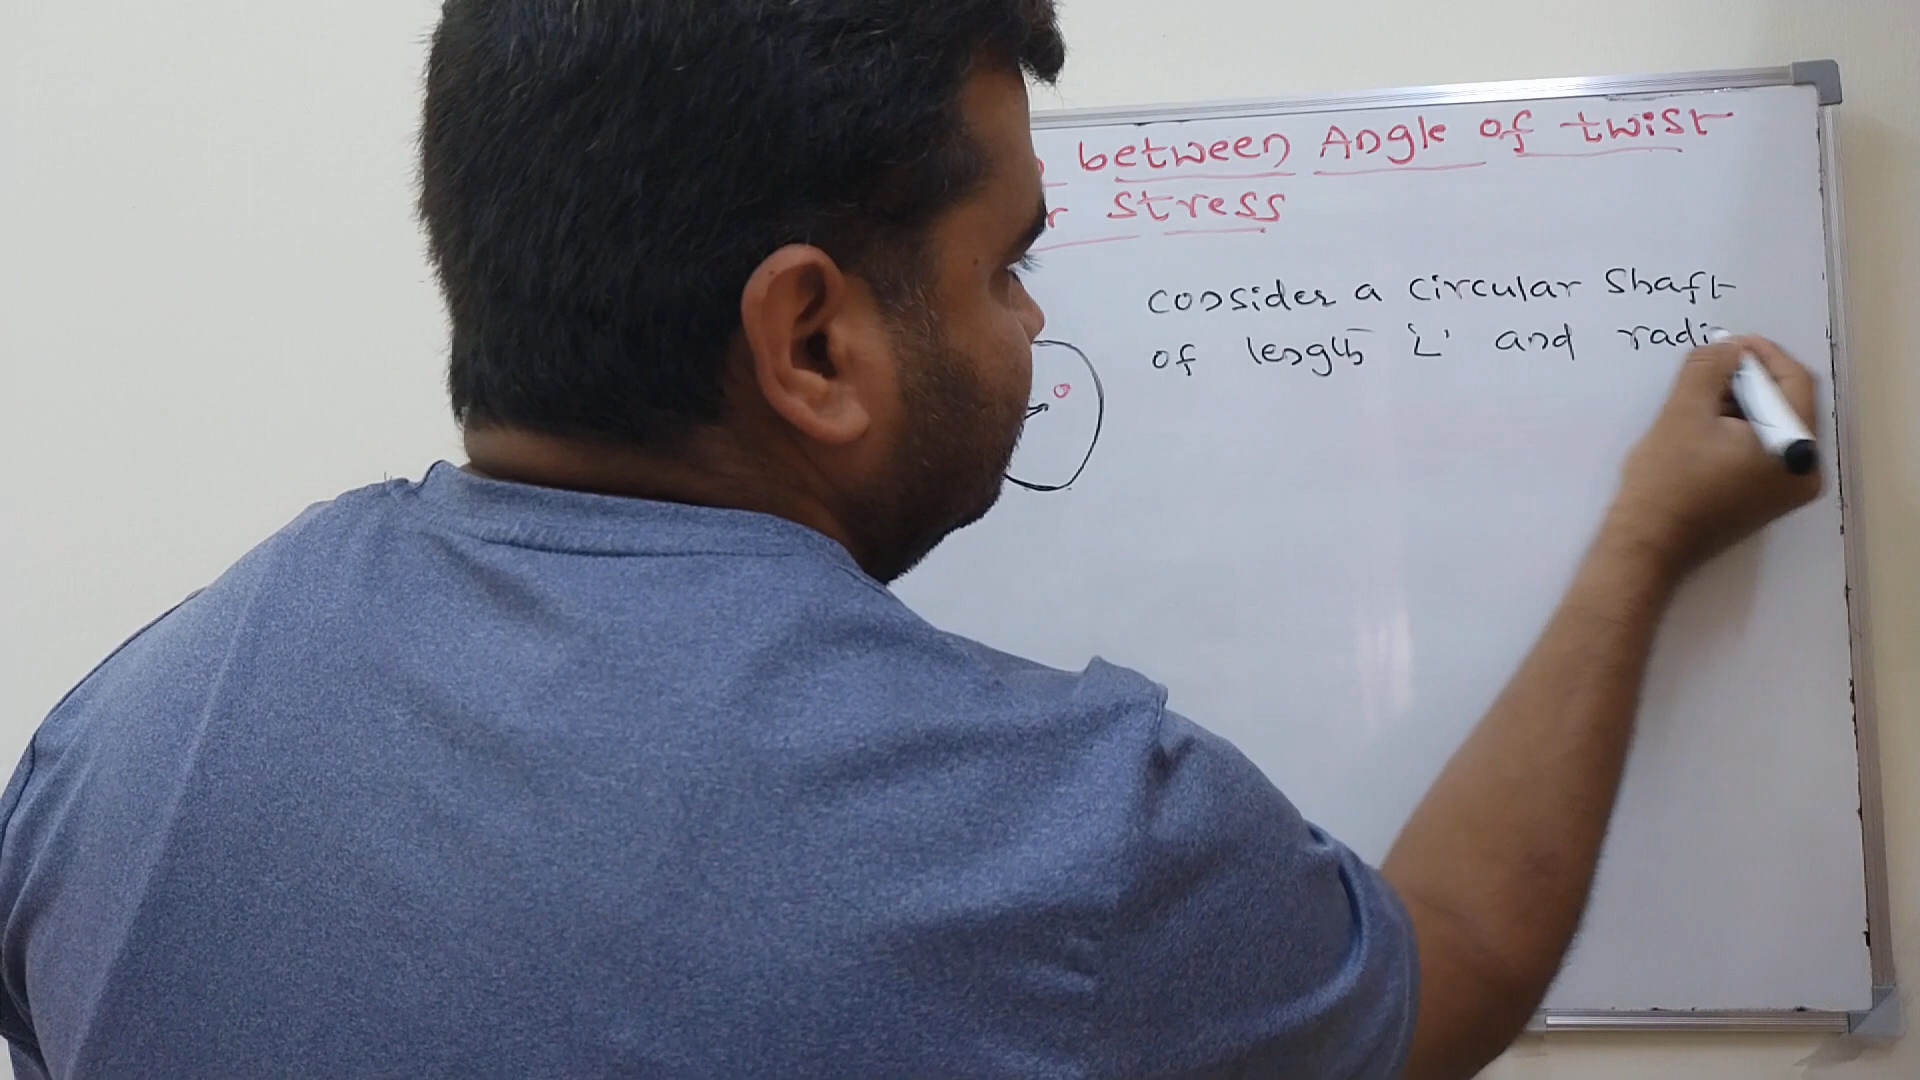 between Angle of twist
stress
Consider a circular shaft
of length 'L' and radi
o